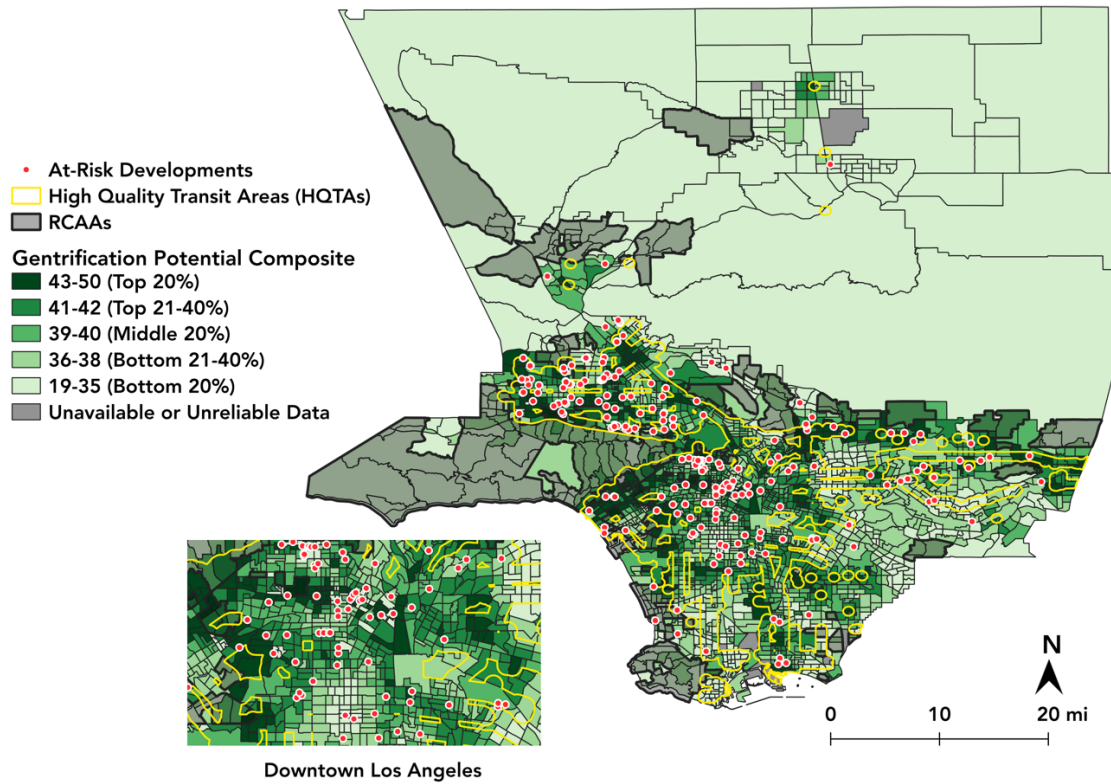 At-Risk Developments
High Quality Transit Areas (HQTAs)
RCAAs
Gentrification Potential Composite
43-50 (Top 20%)
41-42 (Top 21-40%)
39-40 (Middle 20%)
36-38 (Bottom 21-40%)
19-35 (Bottom 20%)
Unavailable or Unreliable Data
N
0 10 20 mi
Downtown Los Angeles